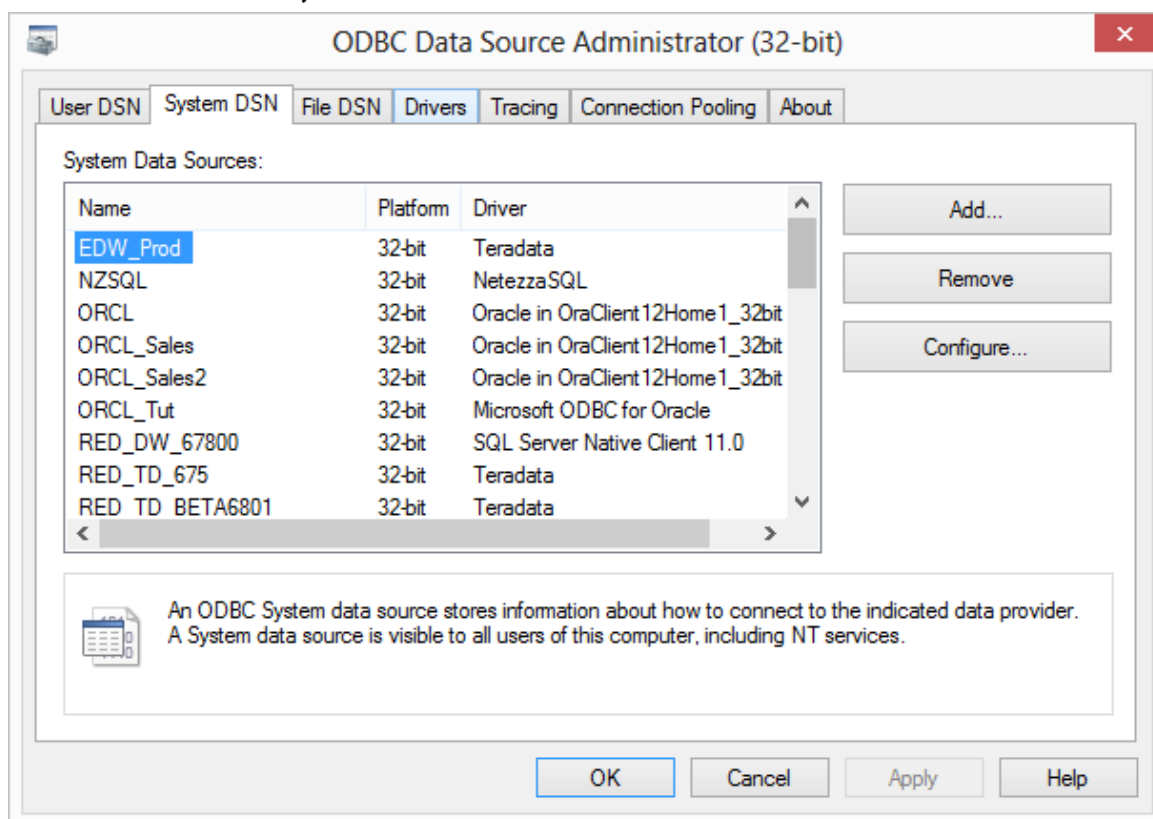 ODBC Data Source Administrator (32-bit)
User DSN System DSN File DSN Drivers Tracing Connection Pooling About
System Data Sources:
Name Platform Driver
Add...
EDW_Prod 32-bit Teradata
NZSQL 32-bit NetezzaSQL
Remove
ORCL 32-bit Oracle in OraClient12Home1_32bit
ORCL_Sales 32-bit Oracle in OraClient12Home1_32bit
Configure...
ORCL_Sales2 32-bit Oracle in OraClient12Home1_32bit
ORCL_Tut 32-bit Microsoft ODBC for Oracle
RED_DW_67800 32-bit SQL Server Native Client 11.0
RED_TD_675 32-bit Teradata
RED_TD_BETA6801 32-bit Teradata
An ODBC System data source stores information about how to connect to the indicated data provider.
A System data source is visible to all users of this computer, including NT services.
OK Cancel Apply Help